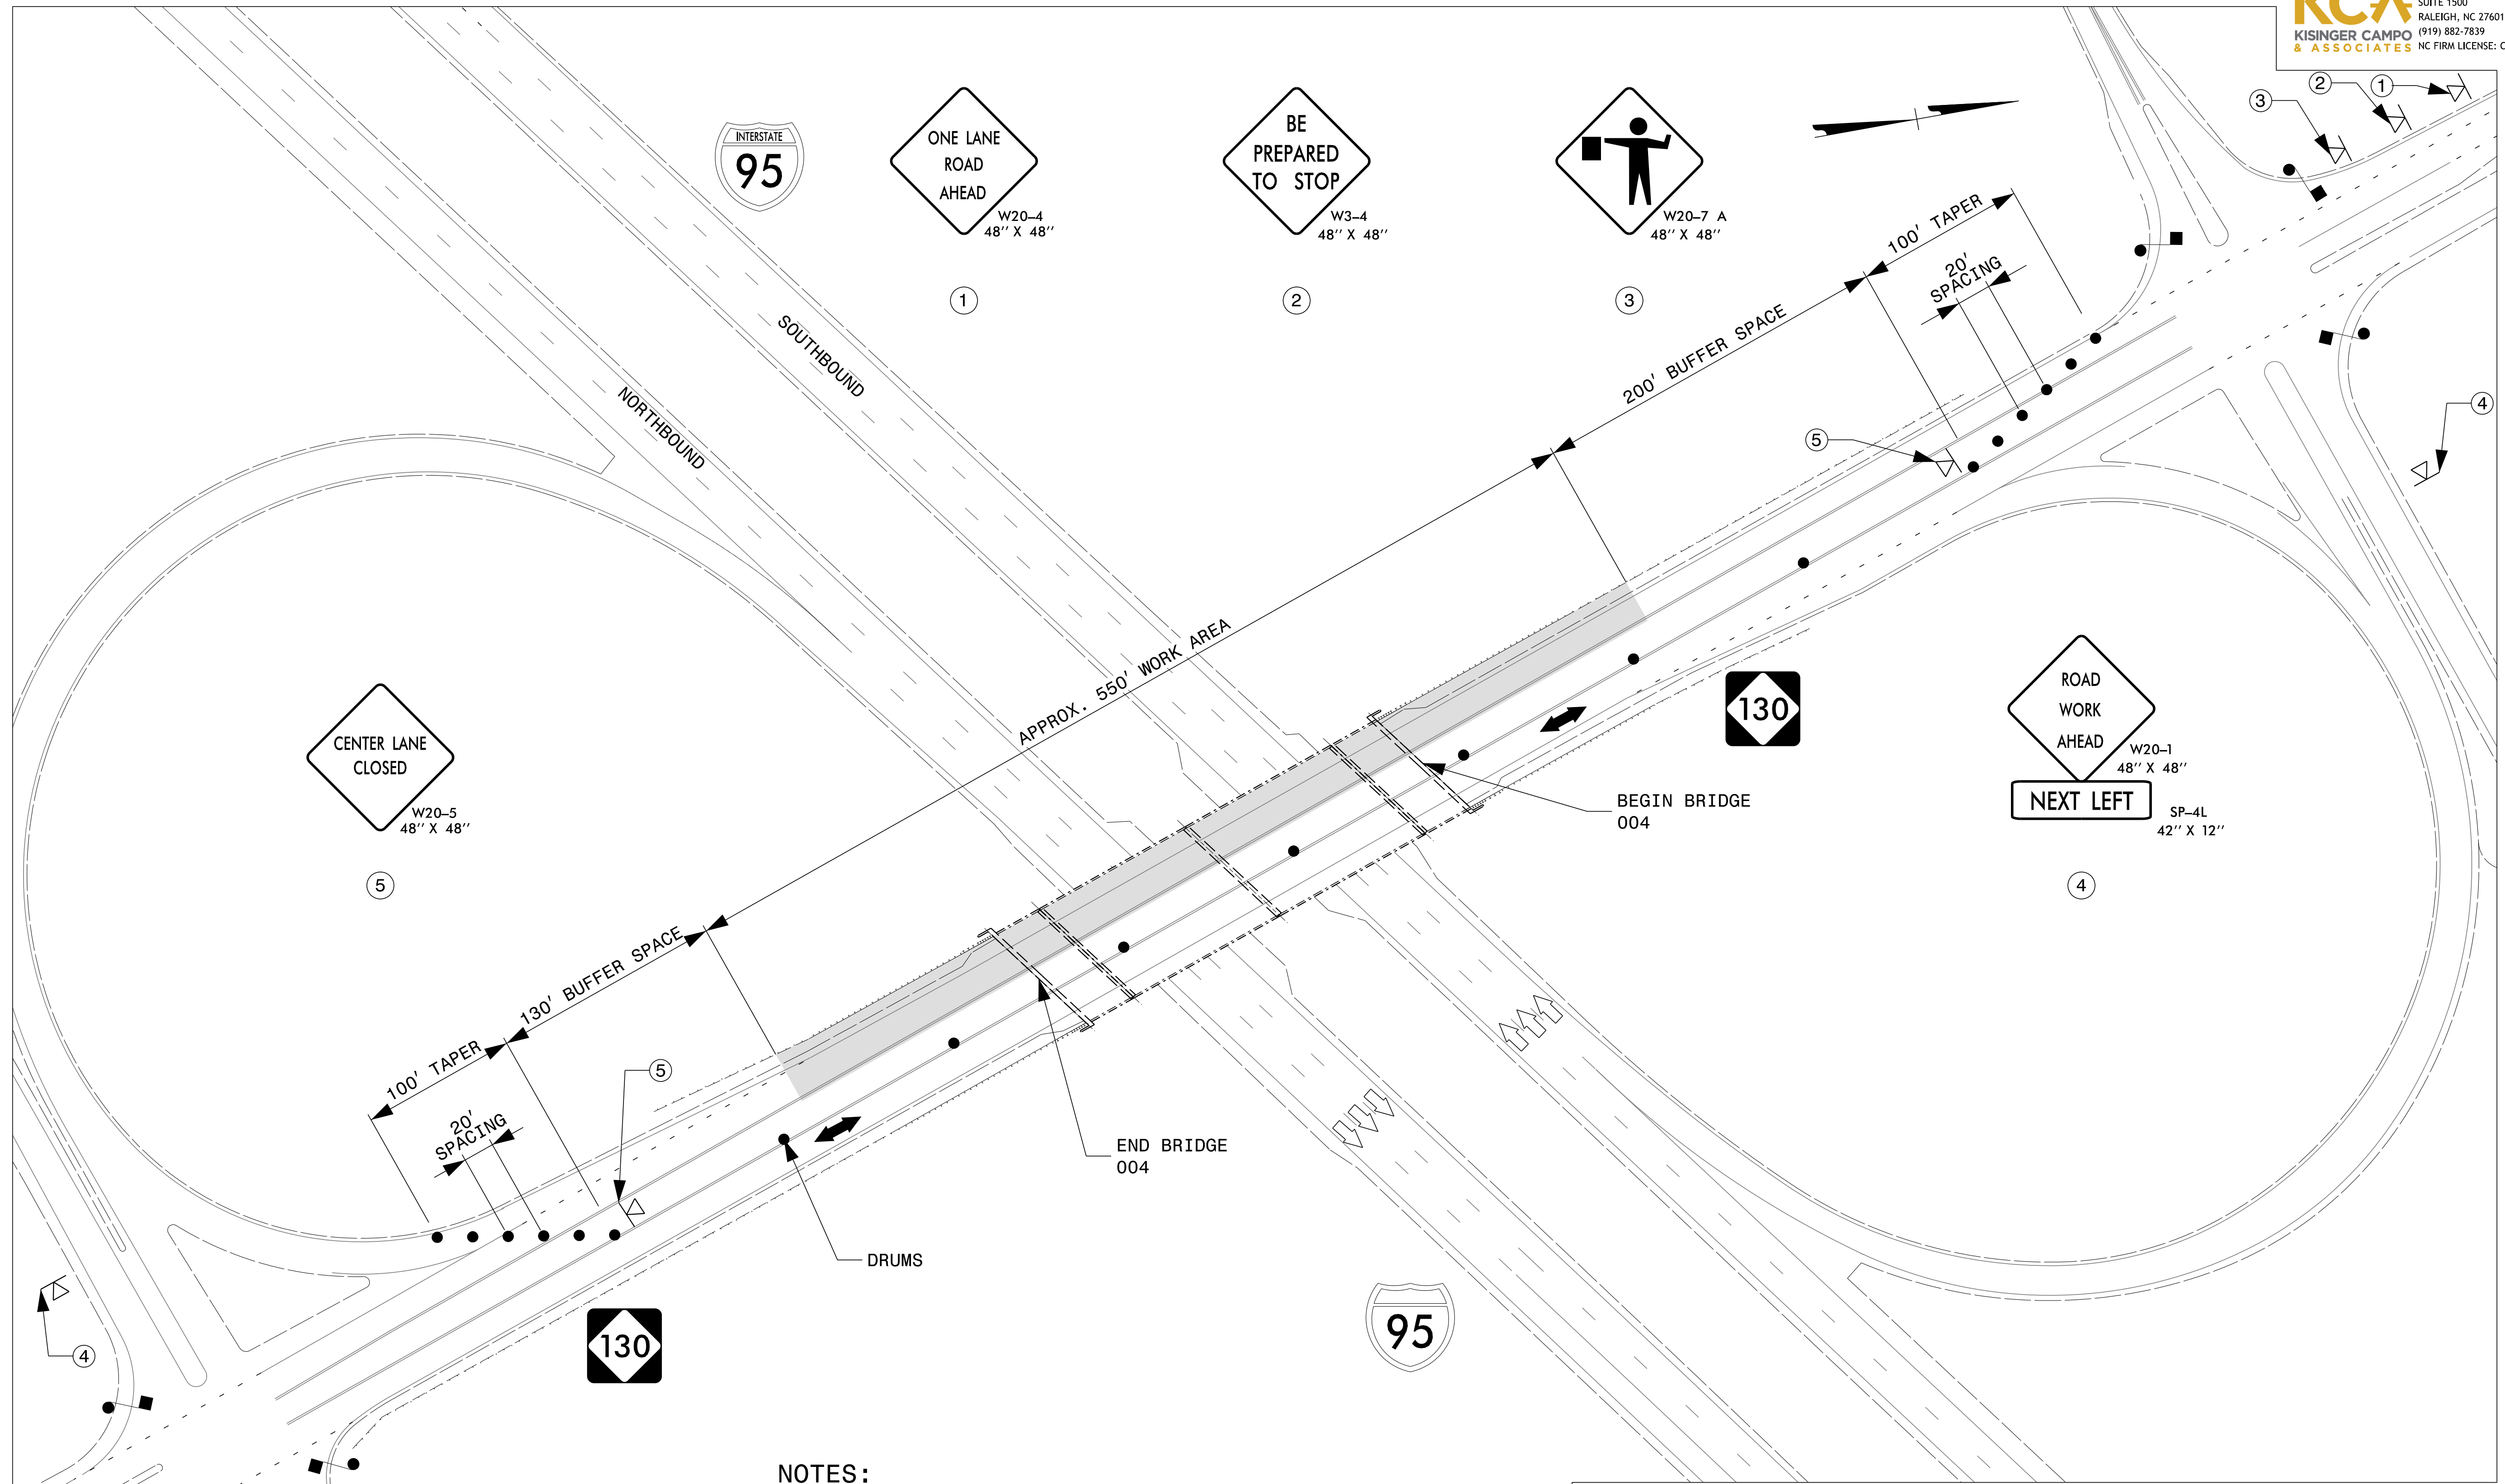 SUITE 1500
RALEIGH, NC 27601
KISINGER CAMPO
(919) 882-7839
& ASSOCIATES
NC FIRM LICENSE:
INTERSTATE
95
ONE LANE
ROAD
AHEAD
W20-4
48'' X 48''
1
BE
PREPARED
TO STOP
W3-4
48'' X 48''
2
W20-7 A
48'' X 48''
3
3
2
1
100' TAPER
20'
SPACING
200' BUFFER SPACE
SOUTHBOUND
NORTHBOUND
5
4
APPROX. 550' WORK AREA
CENTER LANE
CLOSED
W20-5
48'' X 48''
5
130
ROAD
WORK
AHEAD
W20-1
48'' X 48''
NEXT LEFT
SP-4L
42'' X 12''
4
BEGIN BRIDGE
004
130' BUFFER SPACE
100' TAPER
20'
SPACING
5
END BRIDGE
004
DRUMS
4
130
95
NOTES: